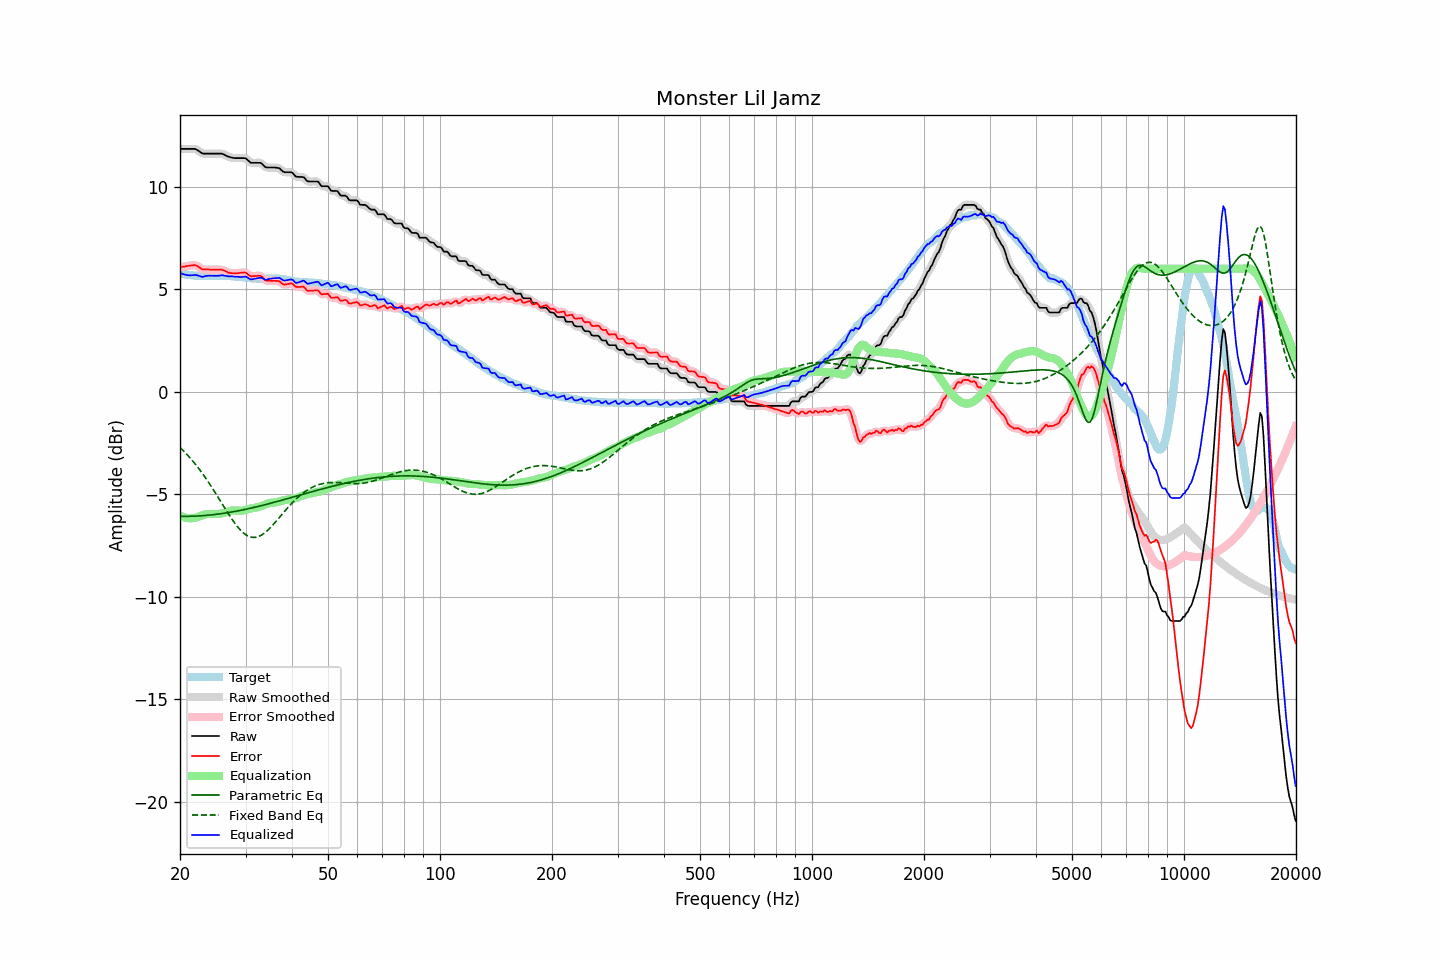 Monster Lil Jamz
Amplitude (dBr)
10
5
0
−5
−10
−15
−20
Target
Raw Smoothed
Error Smoothed
Raw
Error
Equalization
Parametric Eq
Fixed Band Eq
Equalized
20
50
100
200
500
1000
2000
5000
10000
20000
Frequency (Hz)